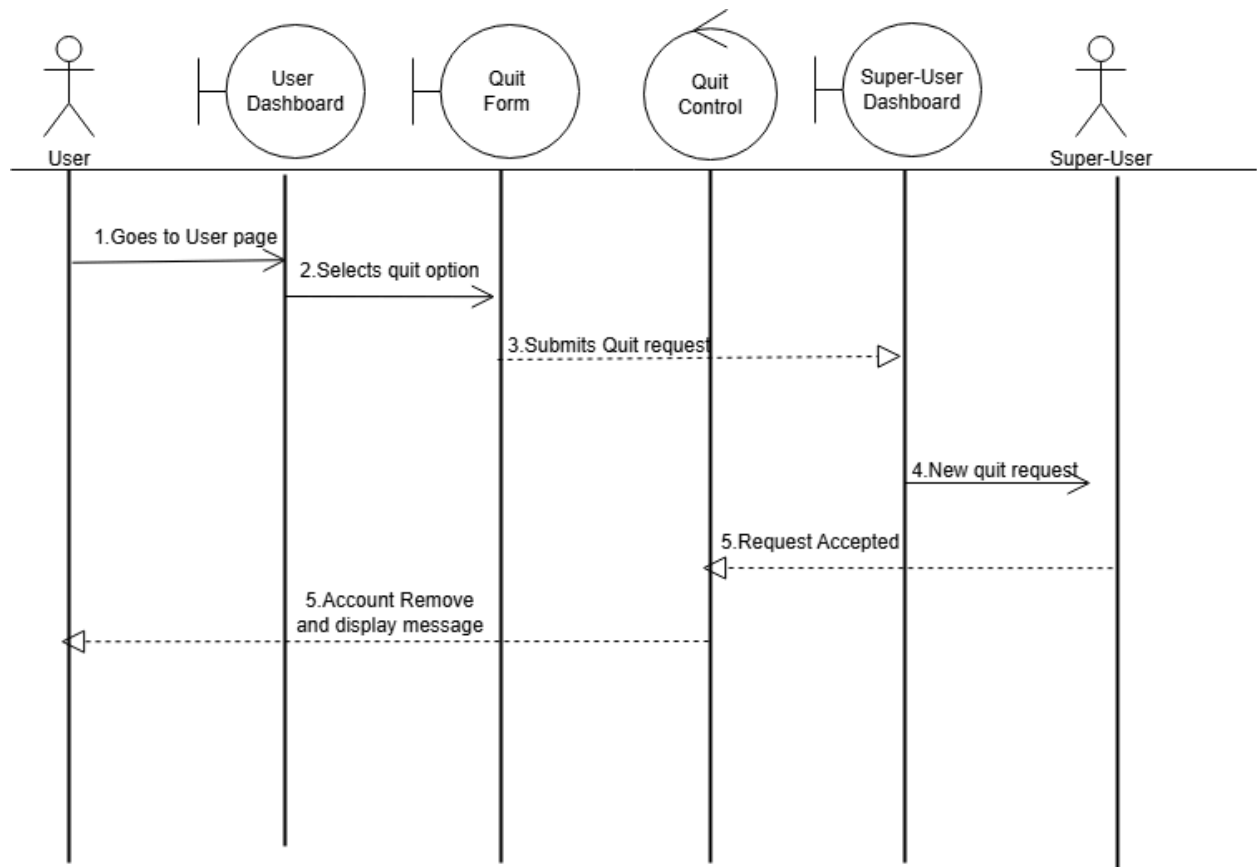 User
Dashboard
Quit
Form
Quit
Control
Super-User
Dashboard
User
Super-User
1.Goes to User page
2.Selects quit option
3.Submits Quit request
4.New quit request
5.Request Accepted
5.Account Remove
and display message